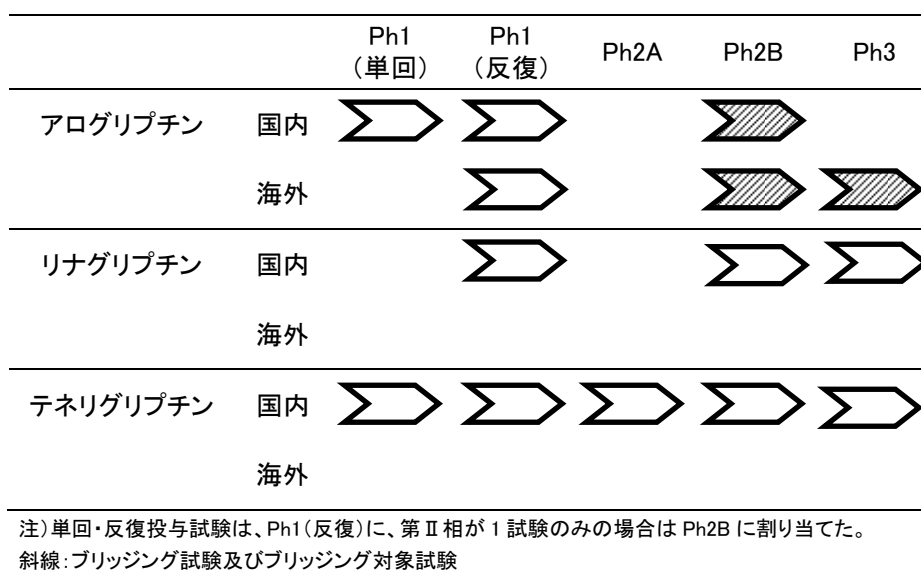 Ph1
（単回）
Ph1
（反復）
Ph2A
Ph2B
Ph3
アログリプチン
国内
海外
リナグリプチン
国内
海外
テネリグリプチン
国内
海外
注）単回・反復投与試験は、Ph1（反復）に、第Ⅱ相が 1 試験のみの場合は Ph2B に割り当てた。
斜線：ブリッジング試験及びブリッジング対象試験